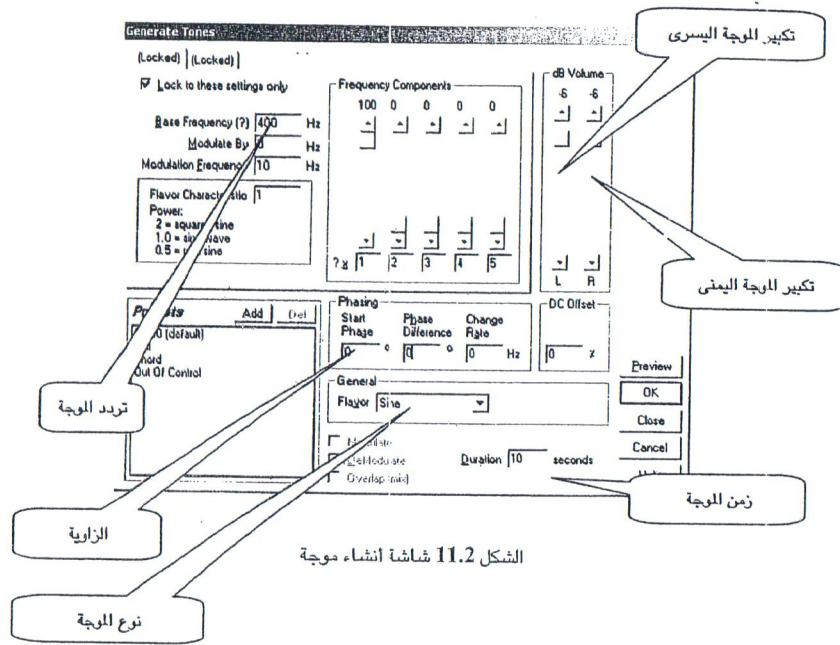 Generate Tones
تكبير الموجة اليسرى
(Locked) (Locked)
Lock to these settings only
Frequency Components
dB Volume
100 0 0 0 0
-6 -6
Base Frequency (?) 400 Hz
Modulate By Hz
Modulation Frequency 10 Hz
Flavor Characteristic 1
Power:
2 = square sine
1.0 = sine wave
0.5 = sine
? x 1 2 3 4 5
L R
تكبير الموجة اليمنى
Presets Add Del
(default)
Chord
Out Of Control
Phasing
Start Phase 0 °
Phase Difference 0 °
Change Rate 0 Hz
DC Offset
0 %
Preview
General
Flavor Sine
OK
Close
Cancel
تردد الموجة
Modulate
DeModulate
Overlap (mix)
Duration 10 seconds
زمن الموجة
الزاوية
الشكل 11.2 شاشة انشاء موجة
نوع الموجة